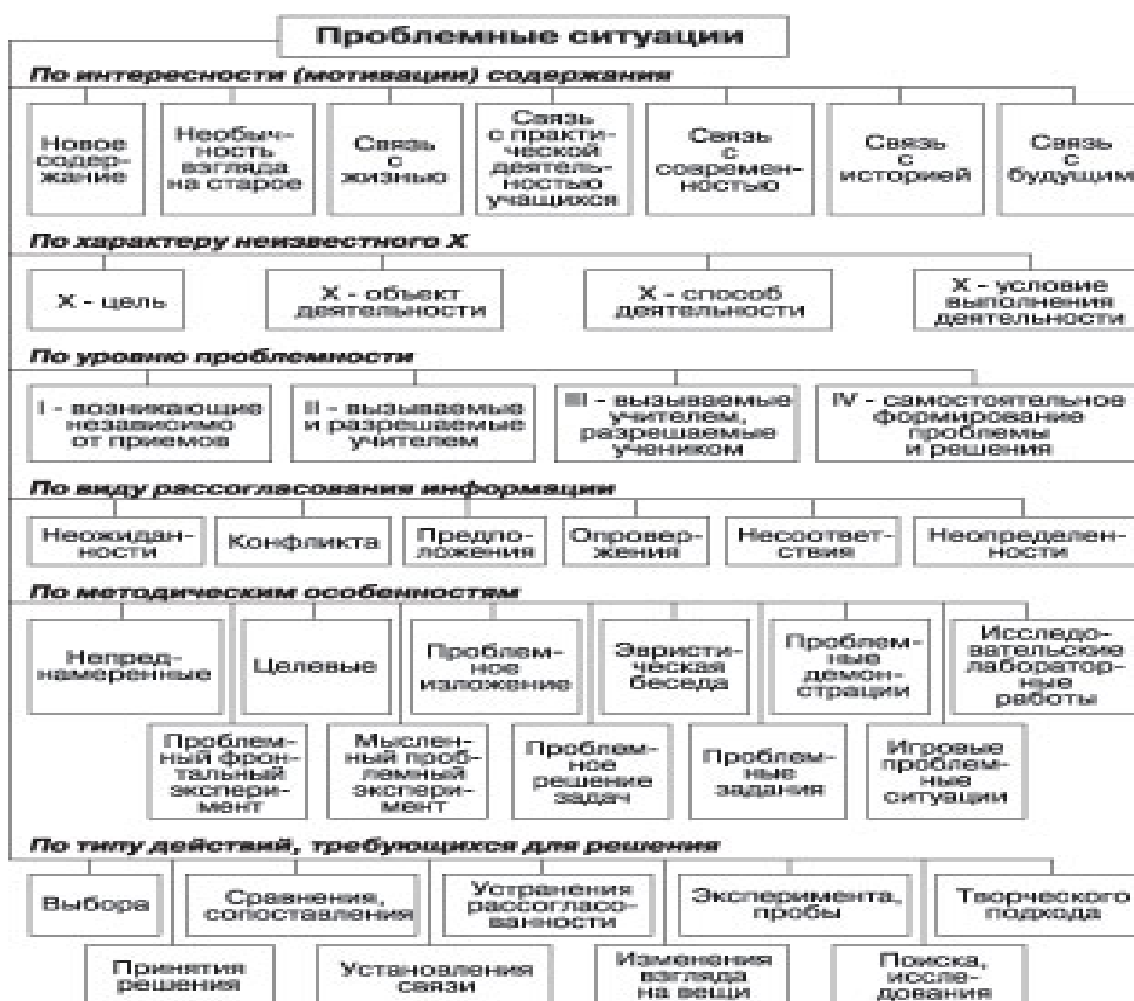 Проблемные ситуации
По интересности (мотивации) содержания
Новое
содер-
жание
Необыч-
ность
взгляда
на старое
Связь
с
жизнью
Связь
с практи-
ческой
деятель-
ностью
учащихся
Связь
с
современ-
ностью
Связь
с
историей
Связь
с
будущим
По характеру неизвестного X
X - цель
X - объект
деятельности
X - способ
деятельности
X - условие
выполнения
деятельности
По уровню проблемности
I - возникающие
независимо
от приемов
II - вызываемые
и разрешаемые
учителем
III - вызываемые
учителем,
разрешаемые
учеником
IV - самостоятельное
формирование
проблемы
и решения
По виду рассогласования информации
Неожидан-
ности
Конфликта
Предпо-
ложения
Опровер-
жения
Несоответ-
ствия
Неопределен-
ности
По методическим особенностям
Непред-
намеренные
Целевые
Проблем-
ное
изложение
Эвристи-
ческая
беседа
Проблем-
ные
демон-
страции
Исследо-
вательские
лаборатор-
ные
работы
Проблем-
ный фрон-
тальный
экспери-
мент
Мыслен-
ный проб-
лемный
экспери-
мент
Проблем-
ное
решение
задач
Проблем-
ные
задания
Игровые
проблем-
ные
ситуации
По типу действий, требующихся для решения
Выбора
Сравнения,
сопоставления
Устранения
рассогласо-
ванности
Эксперимента,
пробы
Творческого
подхода
Принятия
решения
Установления
связи
Изменения
взгляда
на вещи
Поиска,
иссле-
дования